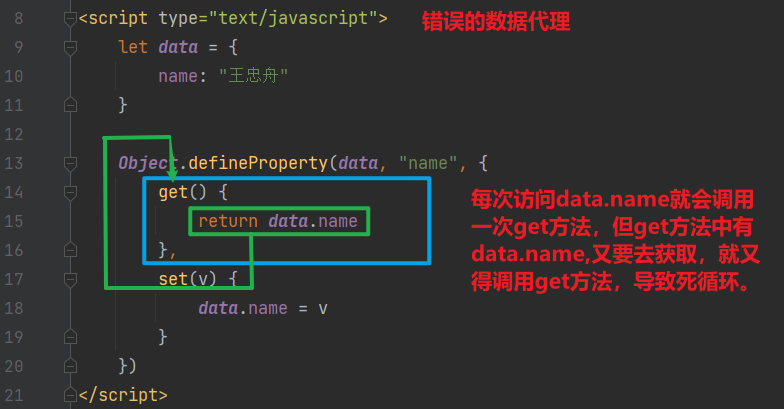 8 <script type="text/javascript"> 错误的数据代理
9 let data = {
10 name: "王忠舟"
11 }
12
13 Object.defineProperty(data, "name", {
14 get() {
15 return data.name
16 },
17 set(v) {
18 data.name = v
19 }
20 })
21 </script>
每次访问data.name就会调用
一次get方法，但get方法中有
data.name,又要去获取，就又
得调用get方法，导致死循环。